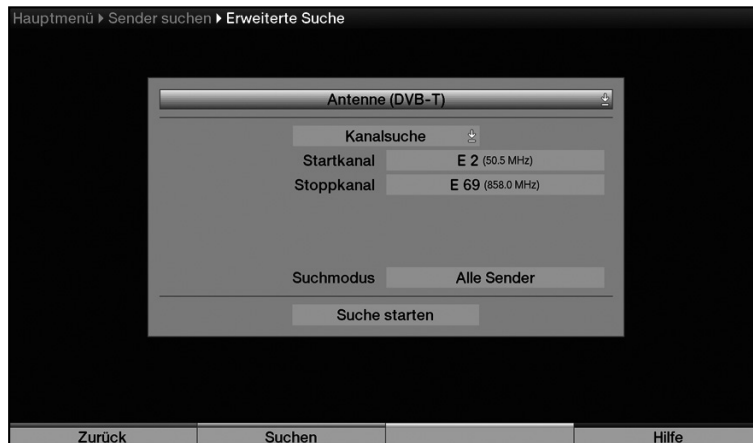 Hauptmenü ▸ Sender suchen ▸ Erweiterte Suche
Antenne (DVB-T)
Kanalsuche
Startkanal E 2 (50.5 MHz)
Stoppkanal E 69 (858.0 MHz)
Suchmodus Alle Sender
Suche starten
Zurück Suchen Hilfe